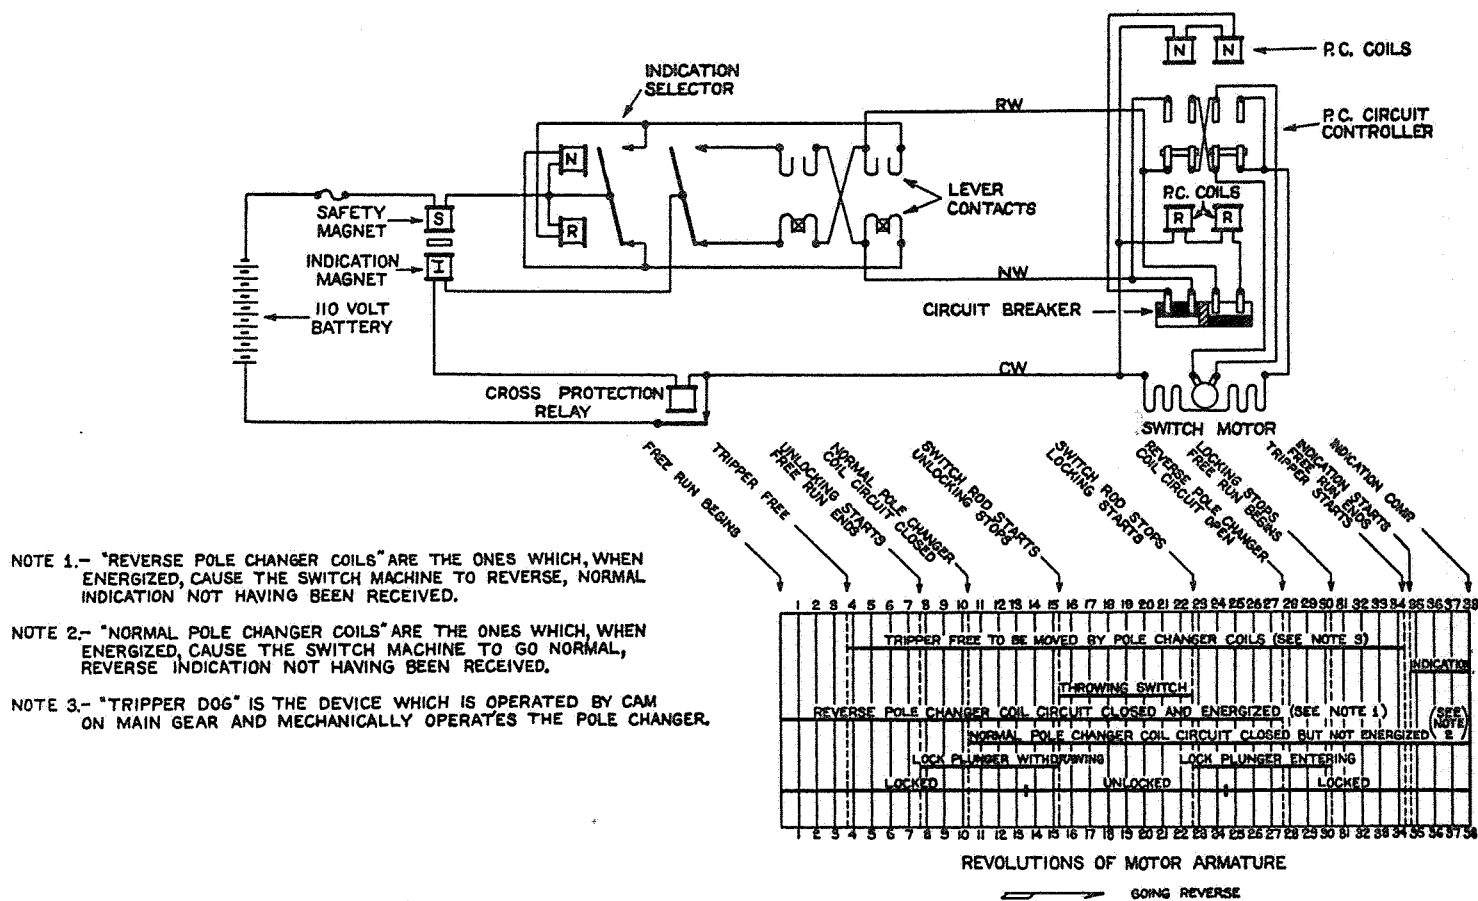 INDICATION
SELECTOR
SAFETY
MAGNET
S
INDICATION
MAGNET
I
110 VOLT
BATTERY
N
R
LEVER
CONTACTS
RW
NW
CW
CROSS PROTECTION
RELAY
N N
P.C. COILS
P.C. CIRCUIT
CONTROLLER
P.C. COILS
R R
CIRCUIT BREAKER
SWITCH MOTOR
NOTE 1.- "REVERSE POLE CHANGER COILS" ARE THE ONES WHICH, WHEN
ENERGIZED, CAUSE THE SWITCH MACHINE TO REVERSE, NORMAL
INDICATION NOT HAVING BEEN RECEIVED.
NOTE 2.- "NORMAL POLE CHANGER COILS" ARE THE ONES WHICH, WHEN
ENERGIZED, CAUSE THE SWITCH MACHINE TO GO NORMAL,
REVERSE INDICATION NOT HAVING BEEN RECEIVED.
NOTE 3.- "TRIPPER DOG" IS THE DEVICE WHICH IS OPERATED BY CAM
ON MAIN GEAR AND MECHANICALLY OPERATES THE POLE CHANGER.
FREE RUN BEGINS
TRIPPER FREE
UNLOCKING STARTS
FREE RUN ENDS
NORMAL POLE CHANGER
COIL CIRCUIT CLOSED
SWITCH ROD STARTS
UNLOCKING STOPS
SWITCH ROD STOPS
LOCKING STARTS
REVERSE POLE CHANGER
COIL CIRCUIT OPEN
LOCKING STOPS
FREE RUN BEGINS
INDICATION STARTS
FREE RUN ENDS
TRIPPER STARTS
INDICATION COMP.
1 2 3 4 5 6 7 8 9 10 11 12 13 14 15 16 17 18 19 20 21 22 23 24 25 26 27 28 29 30 31 32 33 34 35 36 37 38
TRIPPER FREE TO BE MOVED BY POLE CHANGER COILS (SEE NOTE 3)
INDICATION
THROWING SWITCH
REVERSE POLE CHANGER COIL CIRCUIT CLOSED AND ENERGIZED (SEE NOTE 1)
NORMAL POLE CHANGER COIL CIRCUIT CLOSED BUT NOT ENERGIZED (SEE NOTE 2)
LOCK PLUNGER WITHDRAWING LOCK PLUNGER ENTERING
LOCKED UNLOCKED LOCKED
1 2 3 4 5 6 7 8 9 10 11 12 13 14 15 16 17 18 19 20 21 22 23 24 25 26 27 28 29 30 31 32 33 34 35 36 37 38
REVOLUTIONS OF MOTOR ARMATURE
GOING REVERSE